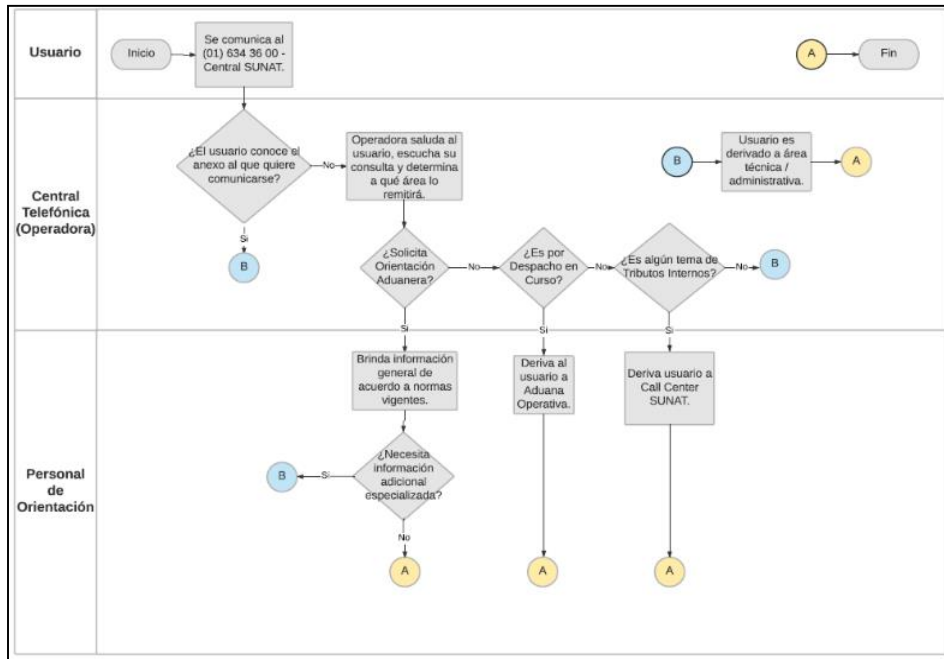 Usuario
Inicio
Se comunica al
(01) 634 36 00 -
Central SUNAT.
A
Fin
Central
Telefónica
(Operadora)
¿El usuario conoce el
anexo al que quiere
comunicarse?
No
Operadora saluda al
usuario, escucha su
consulta y determina
a qué área lo
remitirá.
B
Usuario es
derivado a área
técnica /
administrativa.
A
Si
B
¿Solicita
Orientación
Aduanera?
No
¿Es por
Despacho en
Curso?
No
¿Es algún tema de
Tributos Internos?
No
B
Si
Si
Si
Personal
de
Orientación
Brinda información
general de
acuerdo a normas
vigentes.
Deriva al
usuario a
Aduana
Operativa.
Deriva usuario a
Call Center
SUNAT.
B
Si
¿Necesita
información
adicional
especializada?
No
A
A
A